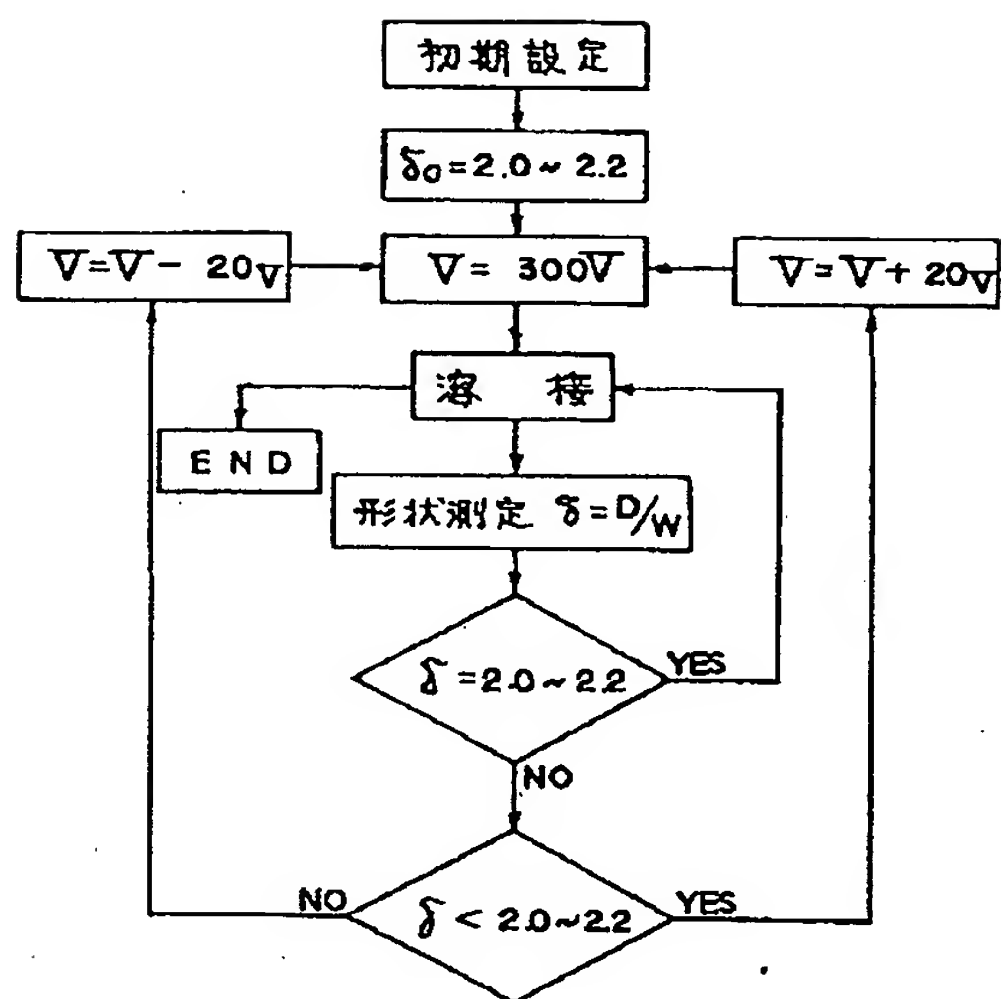 初期設定
δ₀=2.0~2.2
V=V-20V
V=300V
V=V+20V
溶 接
END
形状測定 δ=D/W
δ=2.0~2.2
YES
NO
NO
δ<2.0~2.2
YES